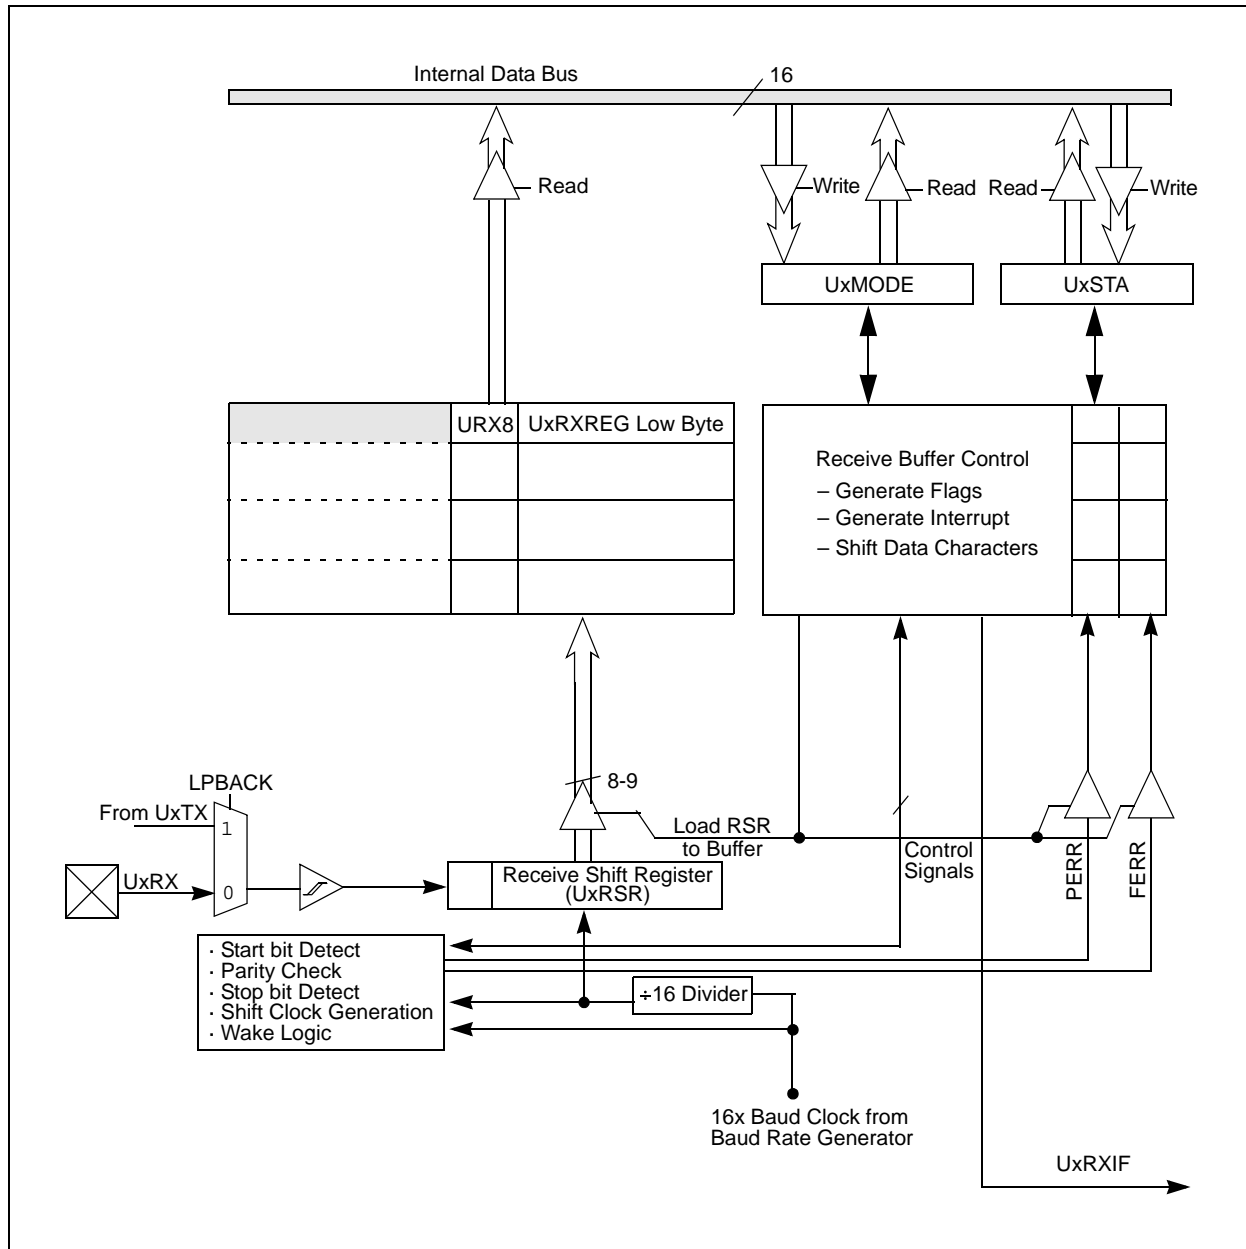 Internal Data Bus
16
Read
Write
Read
Read
Write
UxMODE
UxSTA
URX8
UxRXREG Low Byte
Receive Buffer Control
– Generate Flags
– Generate Interrupt
– Shift Data Characters
LPBACK
From UxTX
1
UxRX
0
8-9
Load RSR
to Buffer
Control
Signals
PERR
FERR
Receive Shift Register
(UxRSR)
· Start bit Detect
· Parity Check
· Stop bit Detect
· Shift Clock Generation
· Wake Logic
÷16 Divider
16x Baud Clock from
Baud Rate Generator
UxRXIF